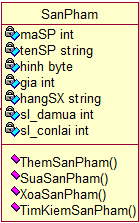 SanPham
maSP int
tenSP string
hinh byte
gia int
hangSX string
sl_damua int
sl_conlai int
ThemSanPham()
SuaSanPham()
XoaSanPham()
TimKiemSanPham()